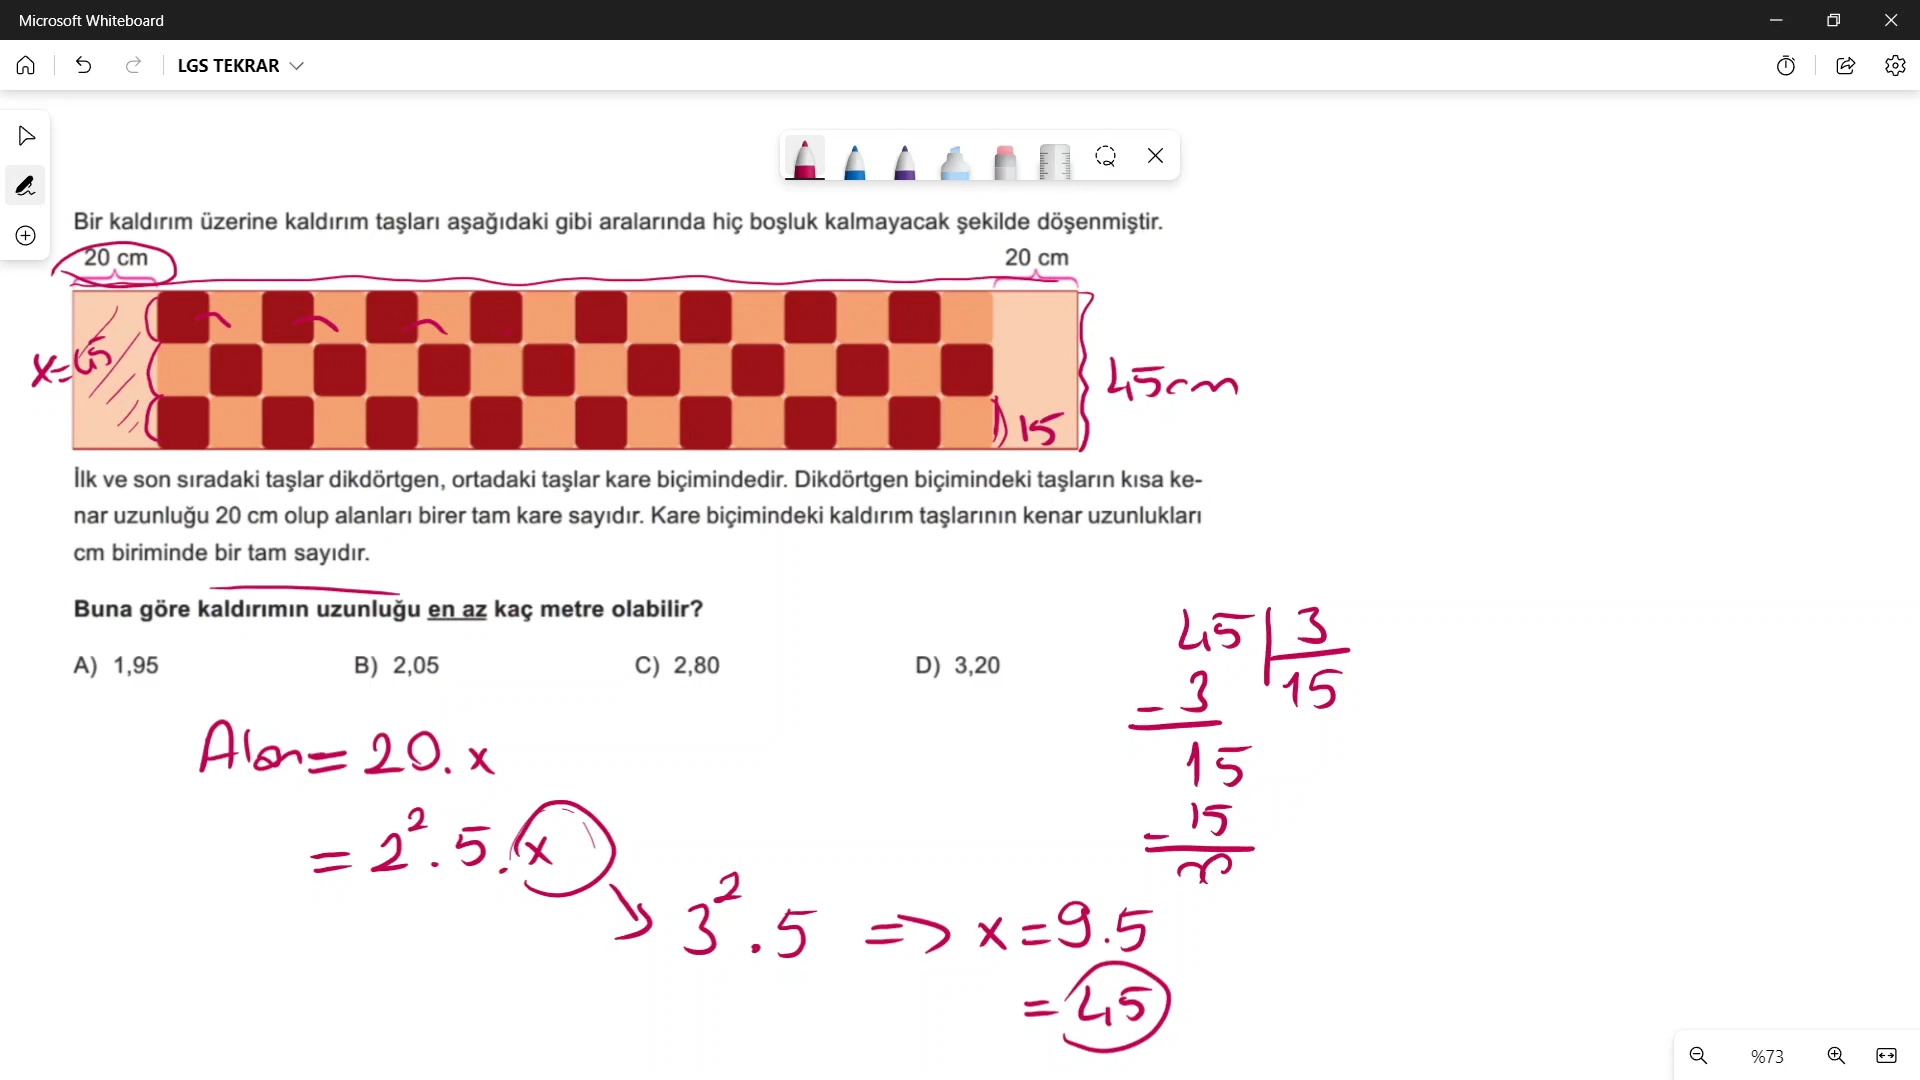 Microsoft Whiteboard
LGS TEKRAR
Bir kaldırım üzerine kaldırım taşları aşağıdaki gibi aralarında hiç boşluk kalmayacak şekilde döşenmiştir.
20 cm
20 cm
x=45
45cm
15
İlk ve son sıradaki taşlar dikdörtgen, ortadaki taşlar kare biçimindedir. Dikdörtgen biçimindeki taşların kısa ke-
nar uzunluğu 20 cm olup alanları birer tam kare sayıdır. Kare biçimindeki kaldırım taşlarının kenar uzunlukları
cm biriminde bir tam sayıdır.
Buna göre kaldırımın uzunluğu en az kaç metre olabilir?
A) 1,95
B) 2,05
C) 2,80
D) 3,20
Alan = 20. x
= 2². 5. x
3². 5 => x = 9.5
= 45
45 3
- 3 15
15
- 15
%73